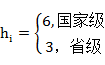 hᵢ = { 6,国家级
3，省级